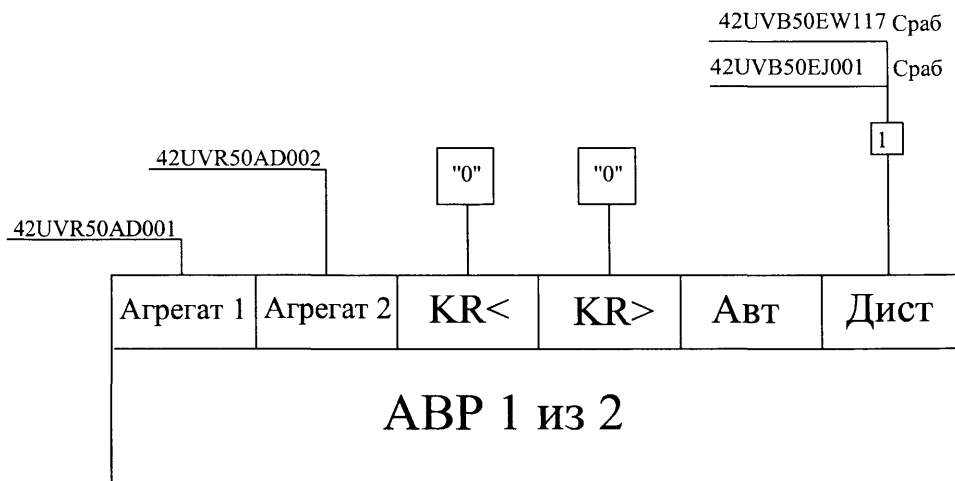 42UVB50EW117 Сраб
42UVB50EJ001 Сраб
1
42UVR50AD002
"0" "0"
42UVR50AD001
Агрегат 1 Агрегат 2 KR< KR> Авт Дист
АВР 1 из 2